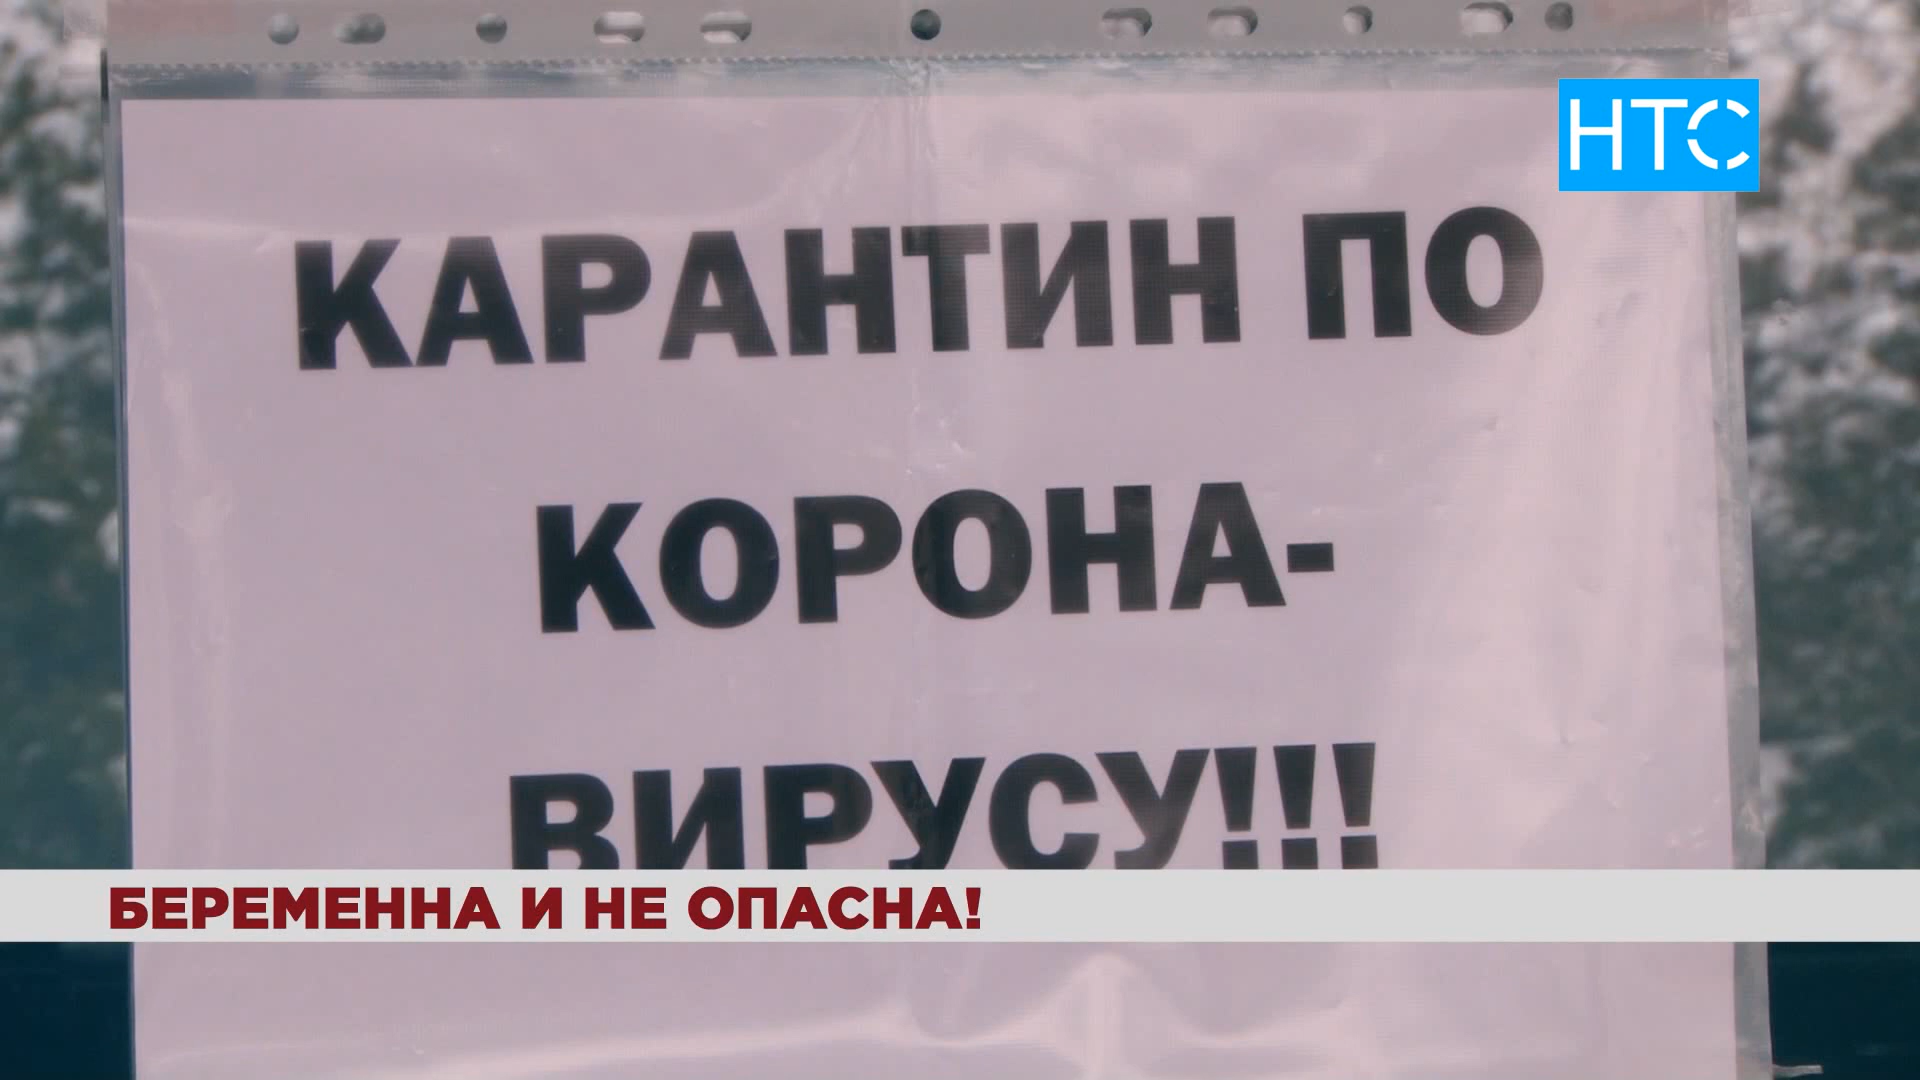 НТС
КАРАНТИН ПО
КОРОНА-
ВИРУСУ!!!
БЕРЕМЕННА И НЕ ОПАСНА!